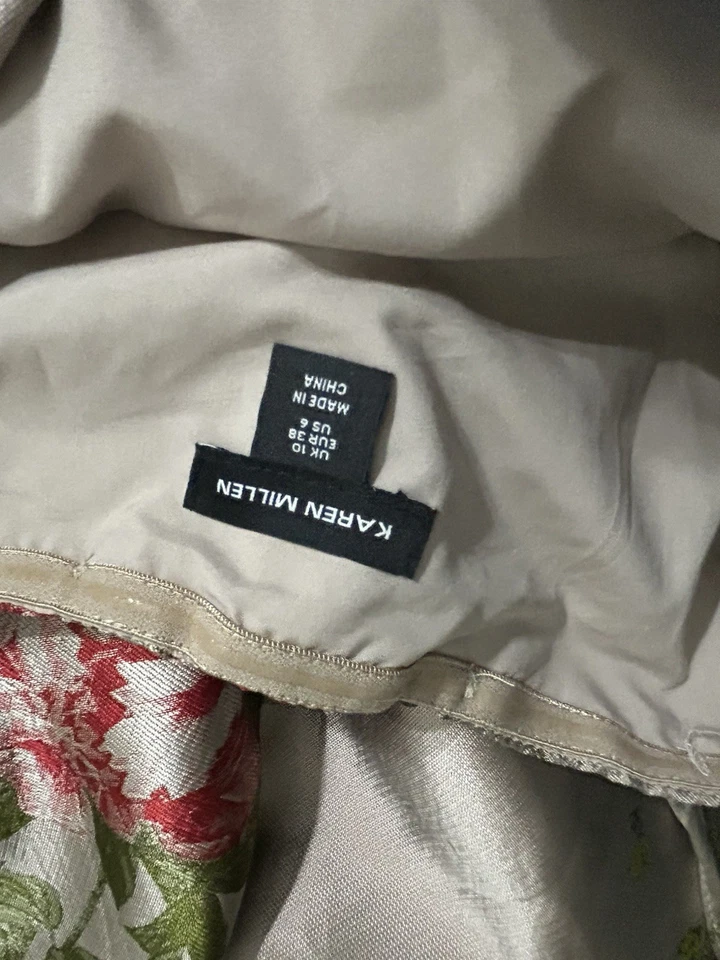 KAREN MILLEN
UK 10
EUR 38
US 6
MADE IN
CHINA